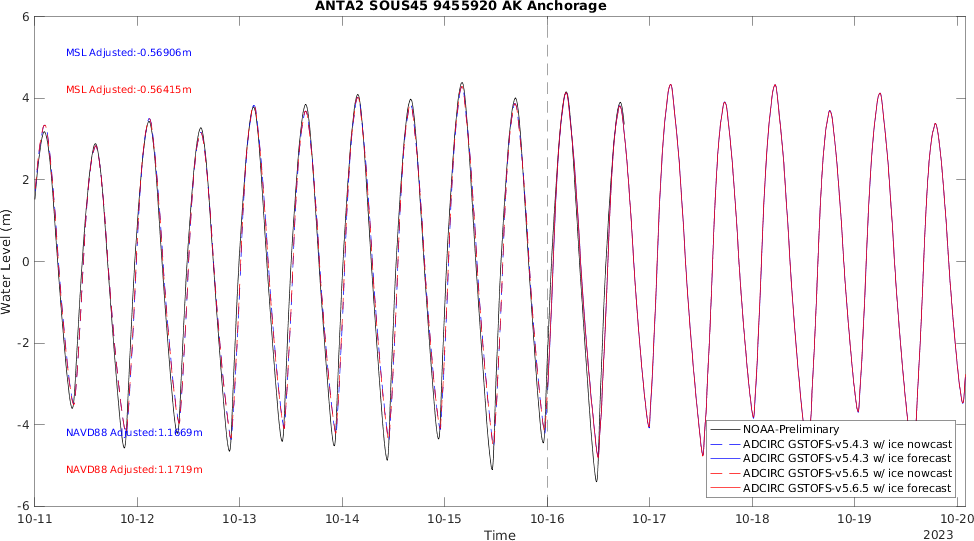 ANTA2 SOUS45 9455920 AK Anchorage
6
MSL Adjusted:-0.56906m
MSL Adjusted:-0.56415m
4
2
0
-2
-4
-6
Water Level (m)
NAVD88 Adjusted:1.1669m
NAVD88 Adjusted:1.1719m
NOAA-Preliminary
ADCIRC GSTOFS-v5.4.3 w/ ice nowcast
ADCIRC GSTOFS-v5.4.3 w/ ice forecast
ADCIRC GSTOFS-v5.6.5 w/ ice nowcast
ADCIRC GSTOFS-v5.6.5 w/ ice forecast
10-11 10-12 10-13 10-14 10-15 10-16 10-17 10-18 10-19 10-20
Time
2023